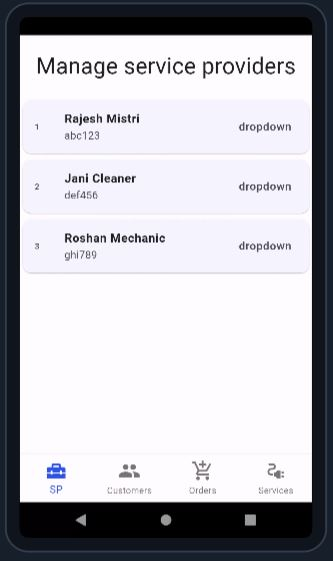 Manage service providers
1
Rajesh Mistri
abc123
dropdown
2
Jani Cleaner
def456
dropdown
3
Roshan Mechanic
ghi789
dropdown
SP
Customers
Orders
Services